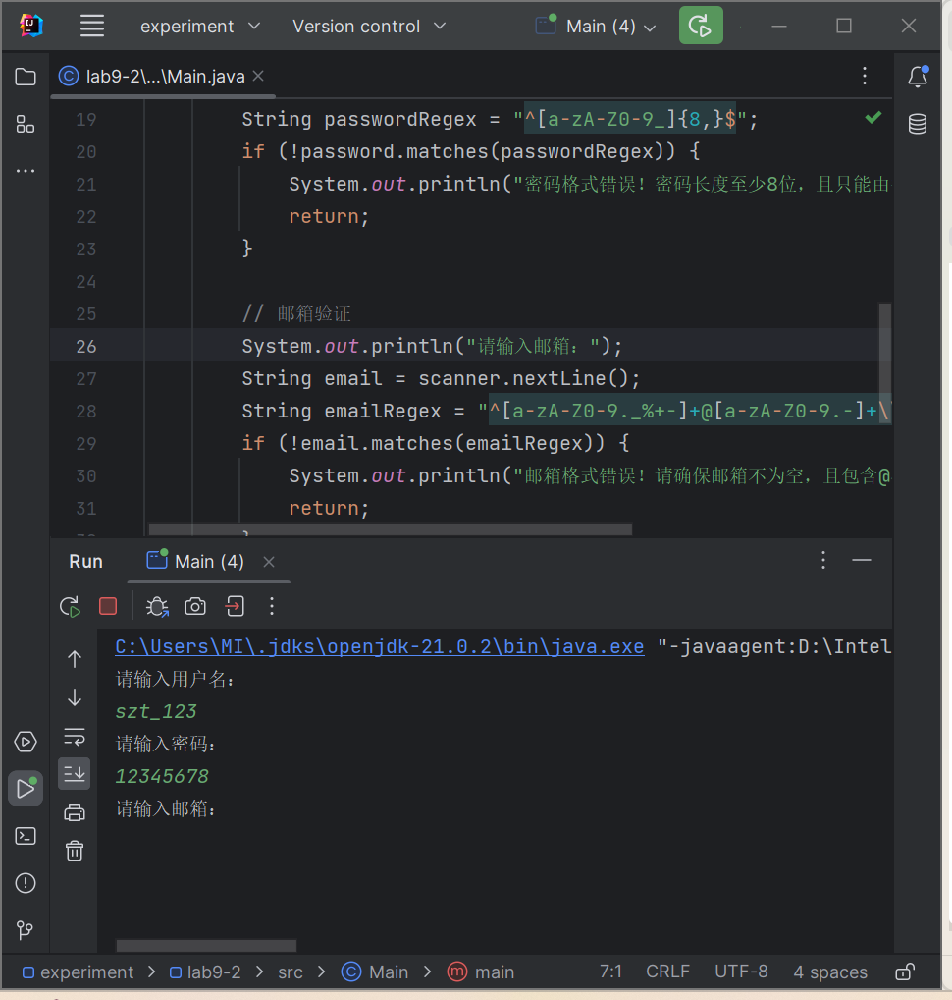 experiment Version control Main (4)
lab9-2\...\Main.java
19 String passwordRegex = "^[a-zA-Z0-9_]{8,}$";
20 if (!password.matches(passwordRegex)) {
21 System.out.println("密码格式错误！密码长度至少8位，且只能由
22 return;
23 }
24
25 // 邮箱验证
26 System.out.println("请输入邮箱：");
27 String email = scanner.nextLine();
28 String emailRegex = "^[a-zA-Z0-9._%+-]+@[a-zA-Z0-9.-]+\
29 if (!email.matches(emailRegex)) {
30 System.out.println("邮箱格式错误！请确保邮箱不为空，且包含@
31 return;
Run Main (4)
C:\Users\MI\.jdks\openjdk-21.0.2\bin\java.exe "-javaagent:D:\Intel
请输入用户名：
szt_123
请输入密码：
12345678
请输入邮箱：
experiment > lab9-2 > src > Main > main 7:1 CRLF UTF-8 4 spaces